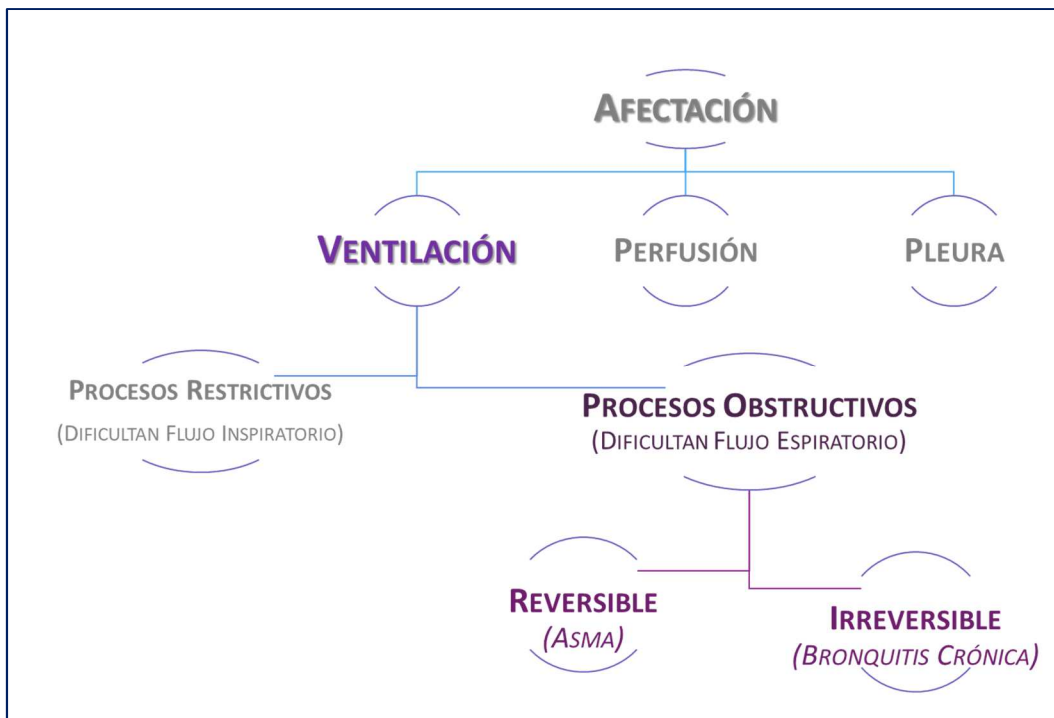 AFECTACIÓN
VENTILACIÓN
PERFUSIÓN
PLEURA
PROCESOS RESTRICTIVOS
(DIFICULTAN FLUJO INSPIRATORIO)
PROCESOS OBSTRUCTIVOS
(DIFICULTAN FLUJO ESPIRATORIO)
REVERSIBLE
(ASMA)
IRREVERSIBLE
(BRONQUITIS CRÓNICA)